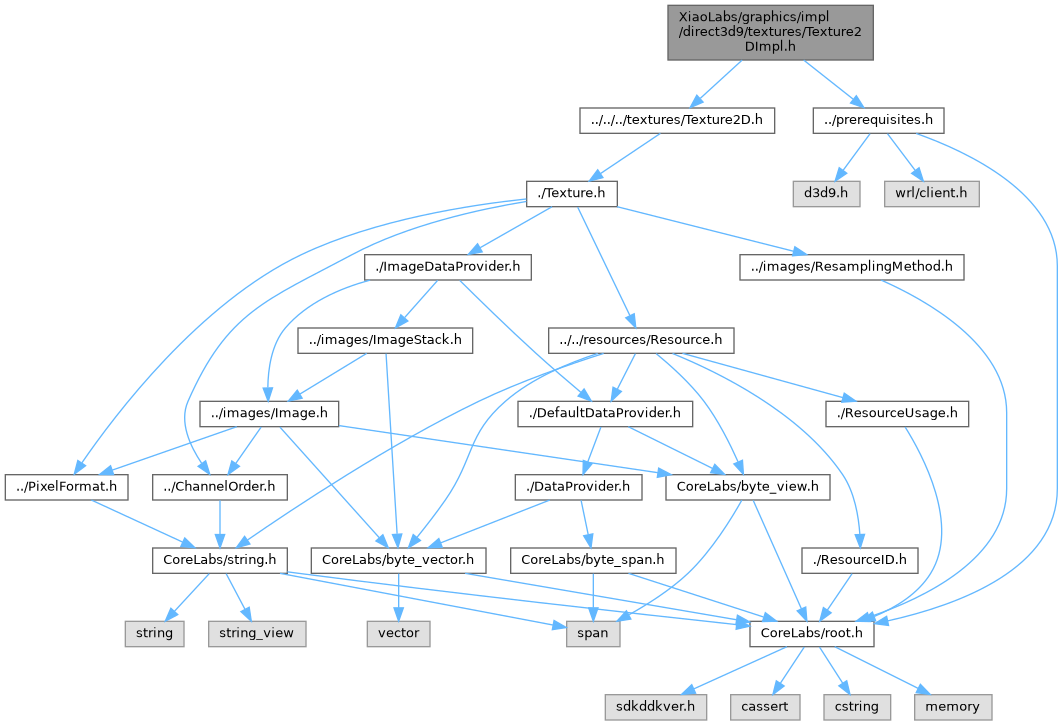 XiaoLabs/graphics/impl
/direct3d9/textures/Texture2
DImpl.h
../../../textures/Texture2D.h
../prerequisites.h
./Texture.h
d3d9.h
wrl/client.h
./ImageDataProvider.h
../images/ResamplingMethod.h
../images/ImageStack.h
../../resources/Resource.h
../images/Image.h
./DefaultDataProvider.h
./ResourceUsage.h
../PixelFormat.h
../ChannelOrder.h
./DataProvider.h
CoreLabs/byte_view.h
CoreLabs/string.h
CoreLabs/byte_vector.h
CoreLabs/byte_span.h
./ResourceID.h
string
string_view
vector
span
CoreLabs/root.h
sdkddkver.h
cassert
cstring
memory